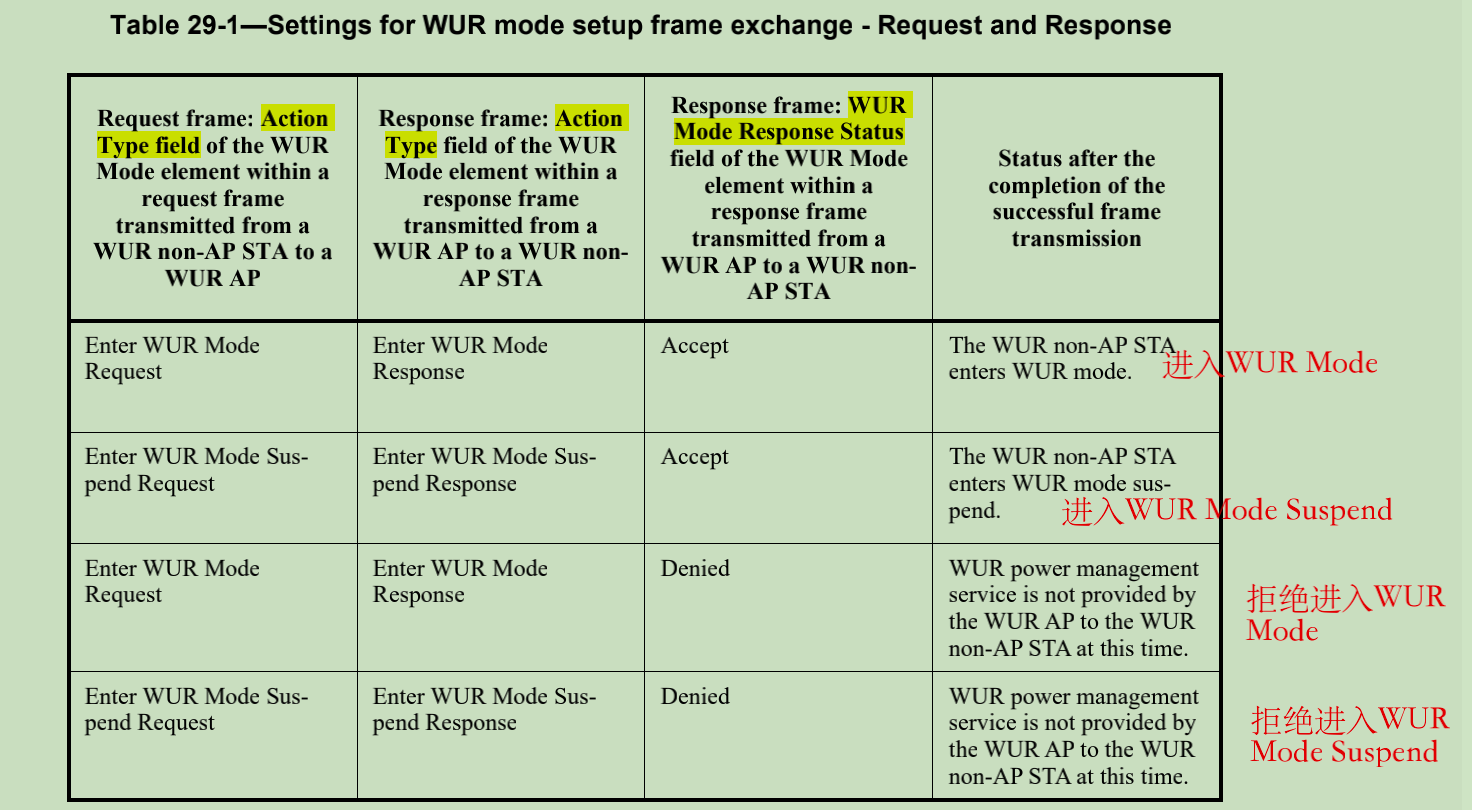 Table 29-1—Settings for WUR mode setup frame exchange - Request and Response
Request frame: Action
Type field of the WUR
Mode element within a
request frame
transmitted from a
WUR non-AP STA to a
WUR AP
Response frame: Action
Type field of the WUR
Mode element within a
response frame
transmitted from a
WUR AP to a WUR non-
AP STA
Response frame: WUR
Mode Response Status
field of the WUR Mode
element within a
response frame
transmitted from a
WUR AP to a WUR non-
AP STA
Status after the
completion of the
successful frame
transmission
Enter WUR Mode
Request
Enter WUR Mode
Response
Accept
The WUR non-AP STA
enters WUR mode.
进入WUR Mode
Enter WUR Mode Sus-
pend Request
Enter WUR Mode Sus-
pend Response
Accept
The WUR non-AP STA
enters WUR mode sus-
pend.
进入WUR Mode Suspend
Enter WUR Mode
Request
Enter WUR Mode
Response
Denied
WUR power management
service is not provided by
the WUR AP to the WUR
non-AP STA at this time.
拒绝进入WUR
Mode
Enter WUR Mode Sus-
pend Request
Enter WUR Mode Sus-
pend Response
Denied
WUR power management
service is not provided by
the WUR AP to the WUR
non-AP STA at this time.
拒绝进入WUR
Mode Suspend